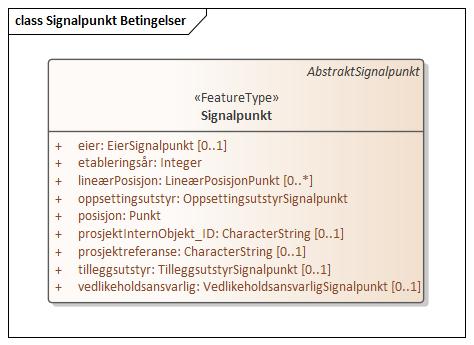 class Signalpunkt Betingelser
AbstraktSignalpunkt
«FeatureType»
Signalpunkt
+ eier: EierSignalpunkt [0..1]
+ etableringsår: Integer
+ lineærPosisjon: LineærPosisjonPunkt [0..*]
+ oppsettingsutstyr: OppsettingsutstyrSignalpunkt
+ posisjon: Punkt
+ prosjektInternObjekt_ID: CharacterString [0..1]
+ prosjektreferanse: CharacterString [0..1]
+ tilleggsutstyr: TilleggsutstyrSignalpunkt [0..1]
+ vedlikeholdsansvarlig: VedlikeholdsansvarligSignalpunkt [0..1]